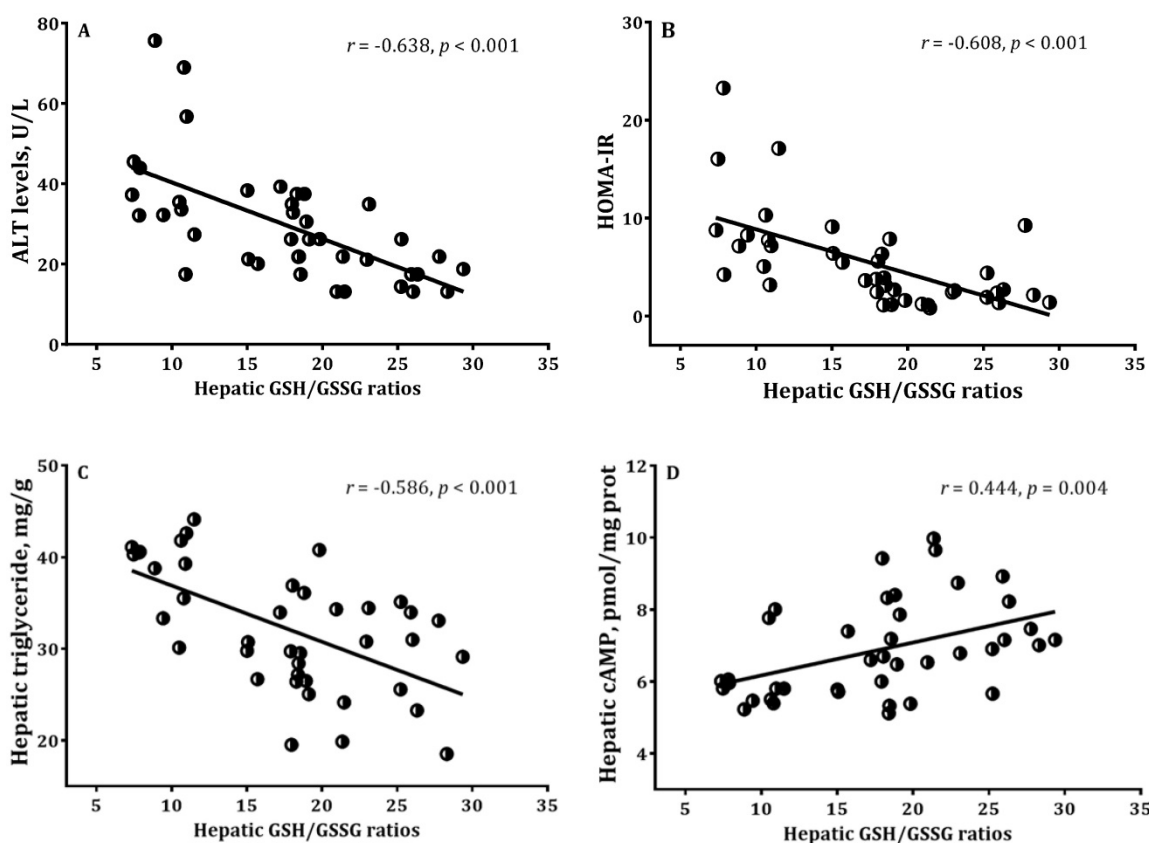 A
r = -0.638, p < 0.001
ALT levels, U/L
80
60
40
20
0
5 10 15 20 25 30 35
Hepatic GSH/GSSG ratios
B
r = -0.608, p < 0.001
HOMA-IR
30
20
10
0
5 10 15 20 25 30 35
Hepatic GSH/GSSG ratios
C
r = -0.586, p < 0.001
Hepatic triglyceride, mg/g
50
40
30
20
5 10 15 20 25 30 35
Hepatic GSH/GSSG ratios
D
r = 0.444, p = 0.004
Hepatic cAMP, pmol/mg prot
12
10
8
6
4
5 10 15 20 25 30 35
Hepatic GSH/GSSG ratios